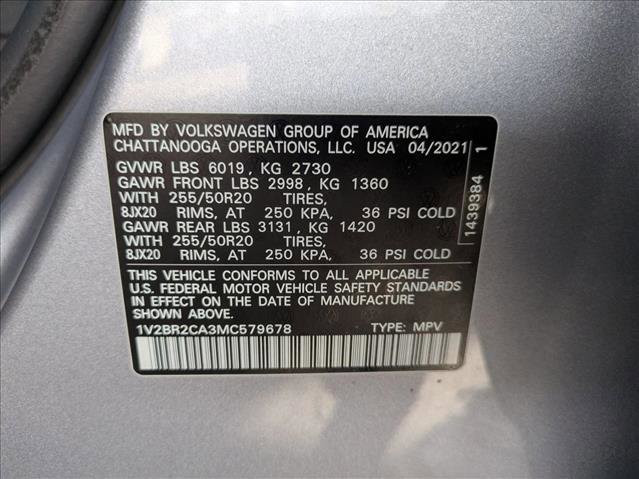 MFD BY VOLKSWAGEN GROUP OF AMERICA
CHATTANOOGA OPERATIONS, LLC. USA 04/2021
GVWR LBS 6019, KG 2730
GAWR FRONT LBS 2998, KG 1360
WITH 255/50R20 TIRES,
8JX20 RIMS, AT 250 KPA, 36 PSI COLD
GAWR REAR LBS 3131, KG 1420
WITH 255/50R20 TIRES,
8JX20 RIMS, AT 250 KPA, 36 PSI COLD
THIS VEHICLE CONFORMS TO ALL APPLICABLE
U.S. FEDERAL MOTOR VEHICLE SAFETY STANDARDS
IN EFFECT ON THE DATE OF MANUFACTURE
SHOWN ABOVE.
1V2BR2CA3MC579678 TYPE: MPV
1439384 1